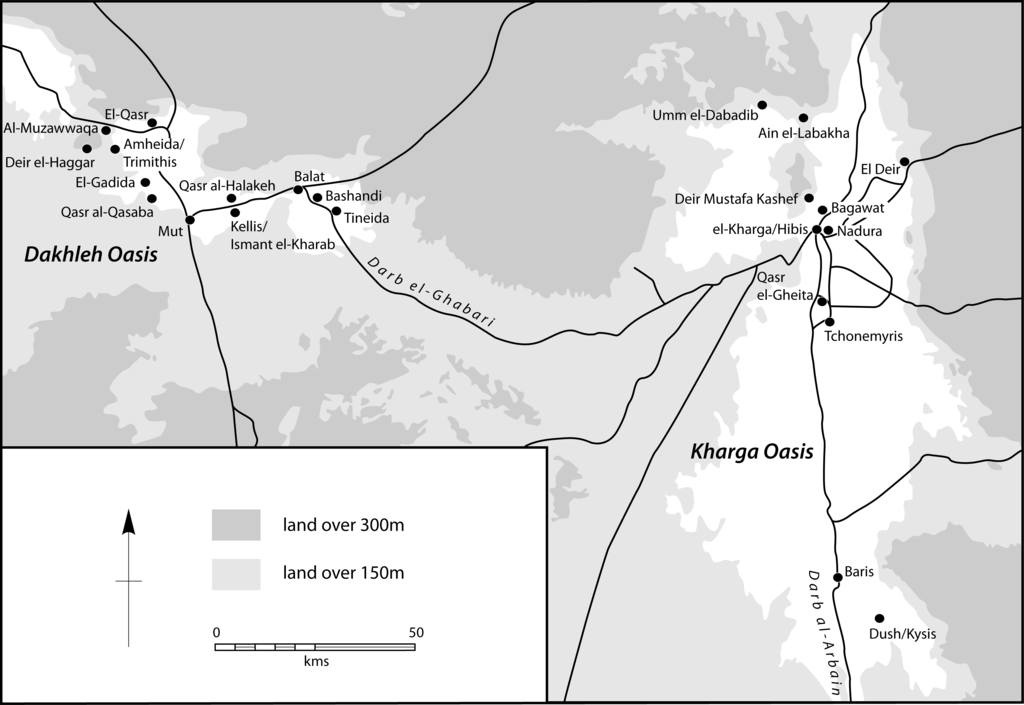 El-Qasr
Al-Muzawwaqa
Amheida/
Trimithis
Deir el-Haggar
El-Gadida
Qasr al-Qasaba
Qasr al-Halakeh
Balat
Bashandi
Tineida
Mut
Kellis/
Ismant el-Kharab
Dakhleh Oasis
Darb el-Ghabari
Umm el-Dabadib
Ain el-Labakha
El Deir
Deir Mustafa Kashef
Bagawat
el-Kharga/Hibis
Nadura
Qasr
el-Gheita
Tchonemyris
Kharga Oasis
Baris
Dush/Kysis
Darb al-Arbain
land over 300m
land over 150m
0 50
kms